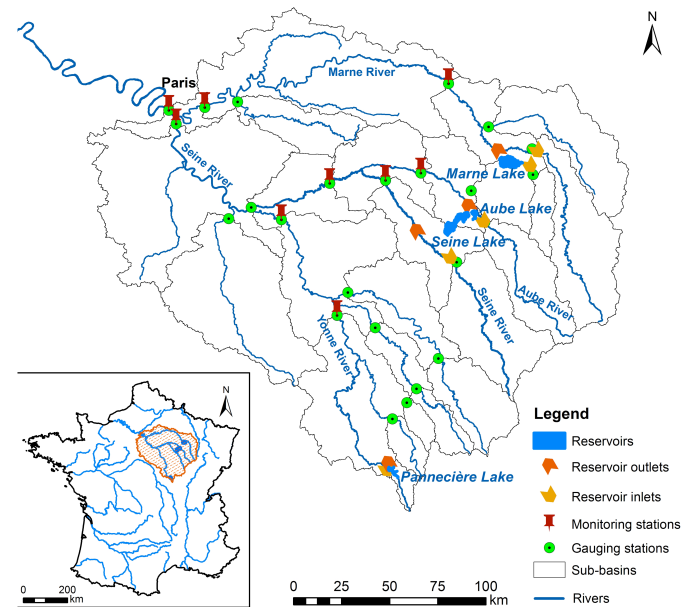 N
Paris
Marne River
Seine River
Marne Lake
Aube Lake
Seine Lake
Aube River
Seine River
Yonne River
Pannecière Lake
N
0 200
km
Legend
Reservoirs
Reservoir outlets
Reservoir inlets
Monitoring stations
Gauging stations
Sub-basins
Rivers
0 25 50 75 100
km